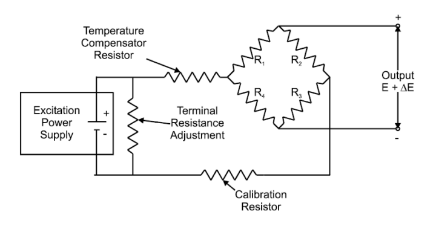 Temperature
Compensator
Resistor
+
R1
R2
Output
E + ΔE
Excitation
Power
Supply
+
-
Terminal
Resistance
Adjustment
R4
R3
-
Calibration
Resistor